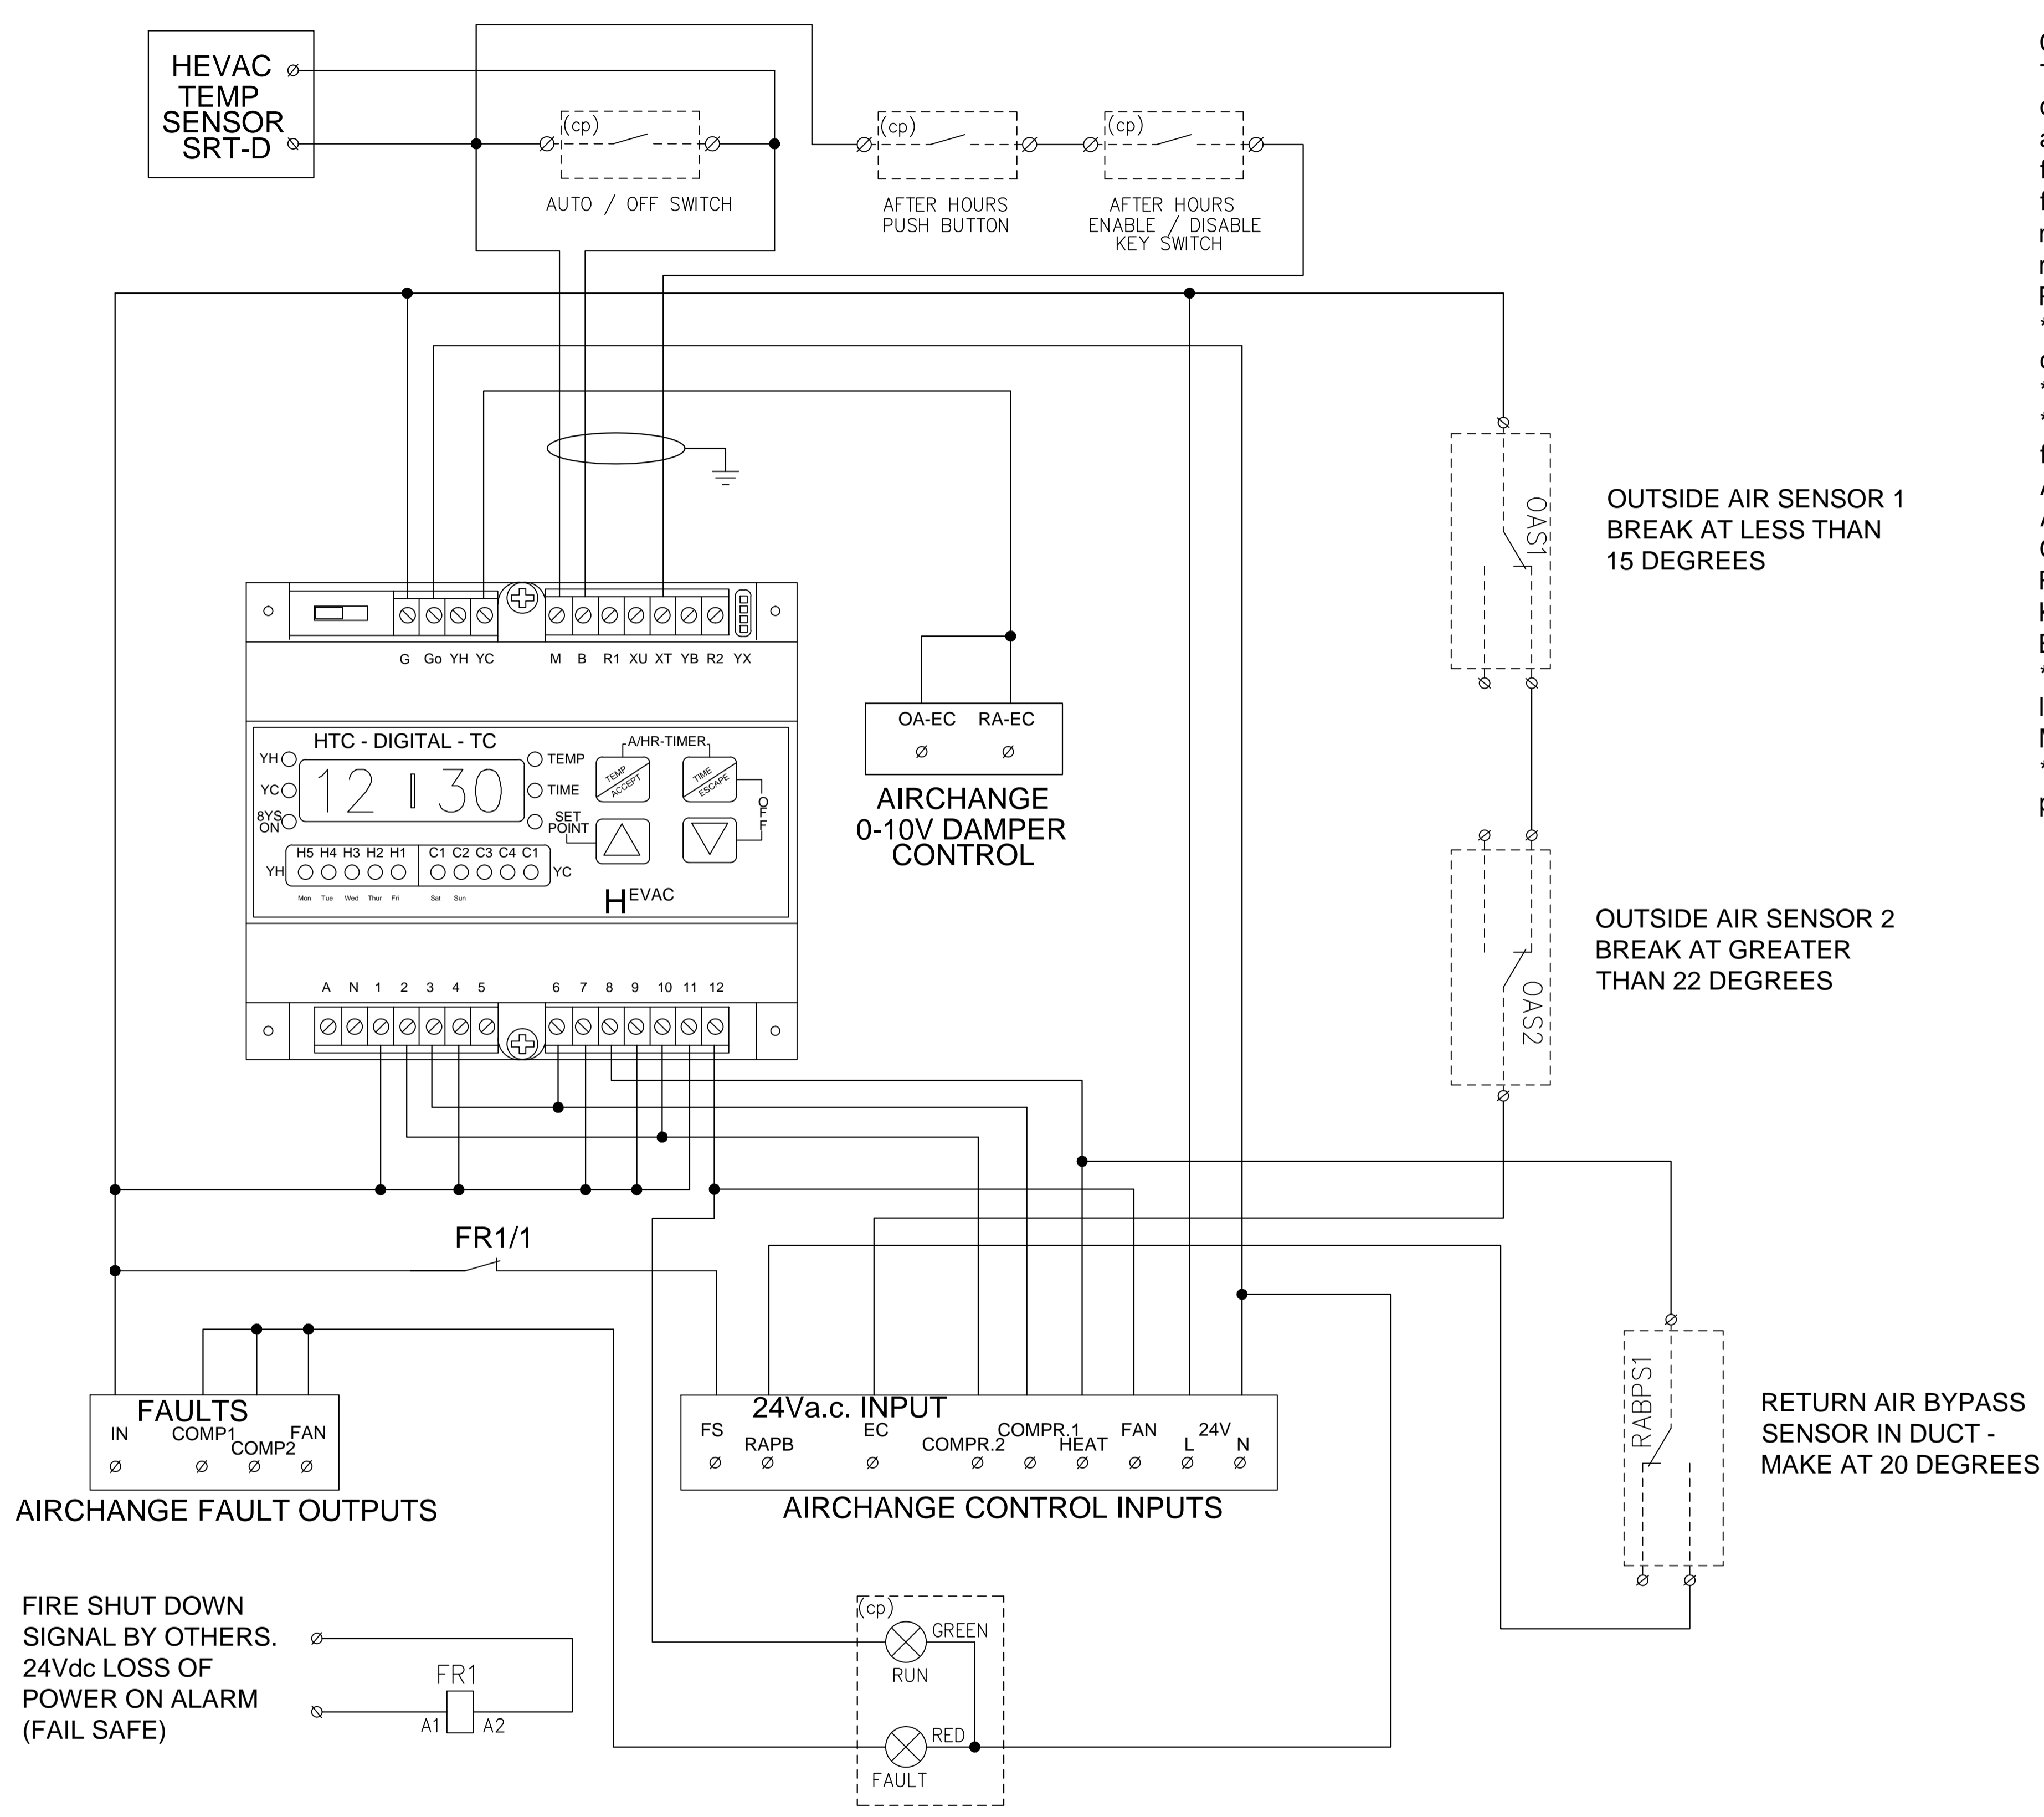 HEVAC
TEMP
SENSOR
SRT-D
(cp)
AUTO / OFF SWITCH
(cp)
AFTER HOURS
PUSH BUTTON
(cp)
AFTER HOURS
ENABLE / DISABLE
KEY SWITCH
OAS1
OUTSIDE AIR SENSOR 1
BREAK AT LESS THAN
15 DEGREES
G Go YH YC M B R1 XU XT YB R2 YX
HTC - DIGITAL - TC
YH
YC
8YS
ON
12 30
TEMP
TIME
SET
POINT
A/HR-TIMER
TEMP
ACCEPT
TIME
ESCAPE
OFF
H5 H4 H3 H2 H1 C1 C2 C3 C4 C1
YH
YC
Mon Tue Wed Thur Fri Sat Sun
HEVAC
A N 1 2 3 4 5 6 7 8 9 10 11 12
OA-EC RA-EC
AIRCHANGE
0-10V DAMPER
CONTROL
OUTSIDE AIR SENSOR 2
BREAK AT GREATER
THAN 22 DEGREES
OAS2
FR1/1
FAULTS
IN COMP1 COMP2 FAN
AIRCHANGE FAULT OUTPUTS
24Va.c. INPUT
FS RAPB EC COMPR.2 COMPR.1 HEAT FAN L 24V N
AIRCHANGE CONTROL INPUTS
RABPS1
RETURN AIR BYPASS
SENSOR IN DUCT -
MAKE AT 20 DEGREES
FIRE SHUT DOWN
SIGNAL BY OTHERS.
24Vdc LOSS OF
POWER ON ALARM
(FAIL SAFE)
FR1
A1 A2
(cp)
GREEN
RUN
RED
FAULT